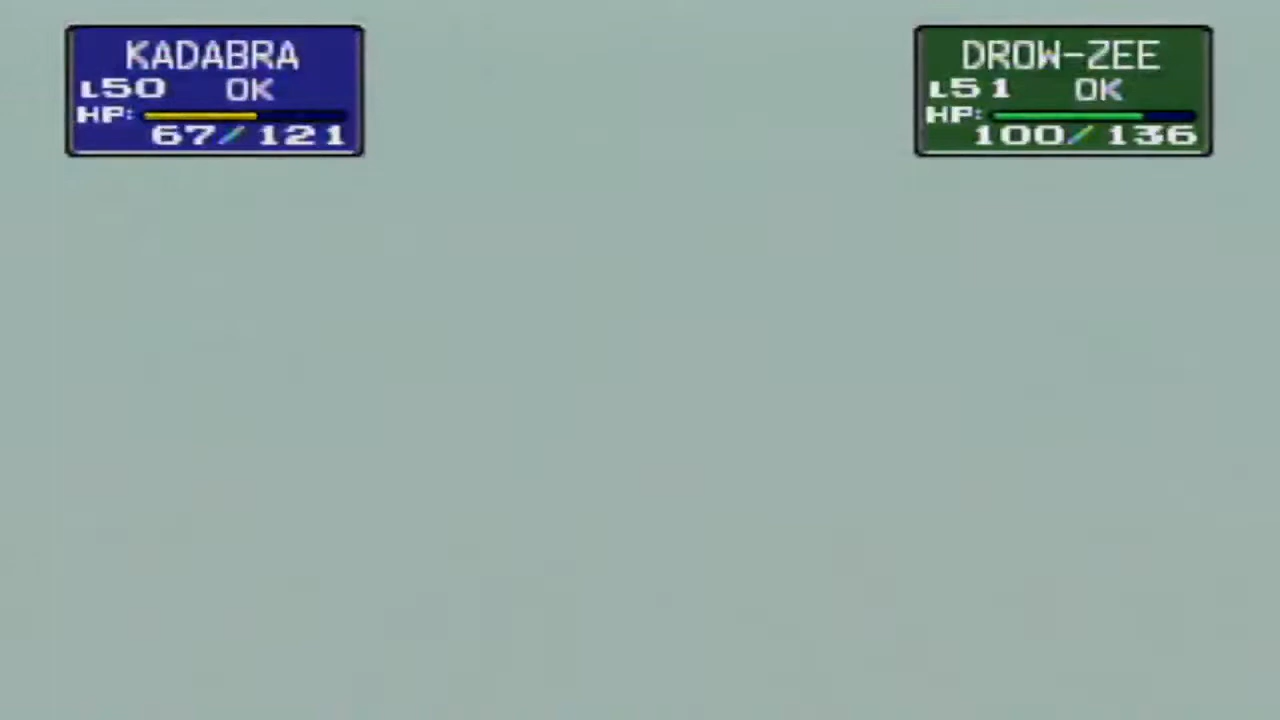 KADABRA
L50 OK
HP:
67/121
DROW-ZEE
L51 OK
HP:
100/136